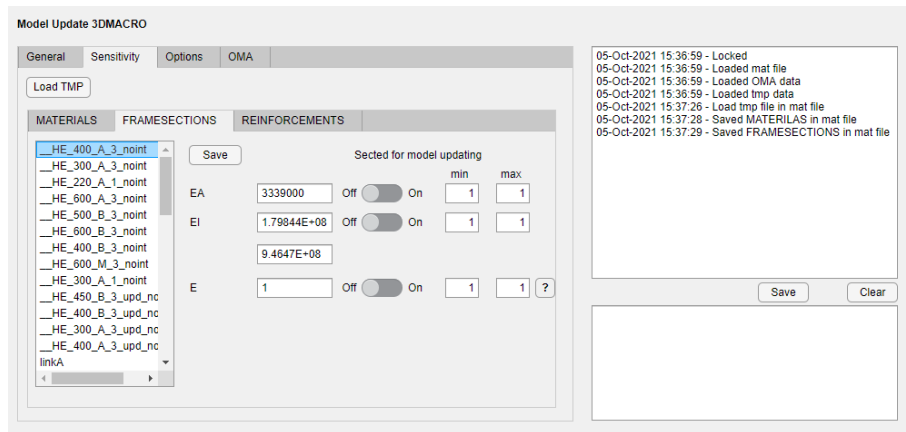 Model Update 3DMACRO
General Sensitivity Options OMA
Load TMP
MATERIALS FRAMESECTIONS REINFORCEMENTS
__HE_400_A_3_noint
__HE_300_A_3_noint
__HE_220_A_1_noint
__HE_600_A_3_noint
__HE_500_B_3_noint
__HE_600_B_3_noint
__HE_400_B_3_noint
__HE_600_M_3_noint
__HE_300_A_1_noint
__HE_450_B_3_upd_no
__HE_400_B_3_upd_nc
__HE_300_A_3_upd_nc
__HE_400_A_3_upd_nc
linkA
Save Sected for model updating
min max
EA 3339000 Off On 1 1
EI 1.79844E+08 Off On 1 1
9.4647E+08
E 1 Off On 1 1 ?
05-Oct-2021 15:36:59 - Locked
05-Oct-2021 15:36:59 - Loaded mat file
05-Oct-2021 15:36:59 - Loaded OMA data
05-Oct-2021 15:36:59 - Loaded tmp data
05-Oct-2021 15:37:26 - Load tmp file in mat file
05-Oct-2021 15:37:28 - Saved MATERILAS in mat file
05-Oct-2021 15:37:29 - Saved FRAMESECTIONS in mat file
Save Clear